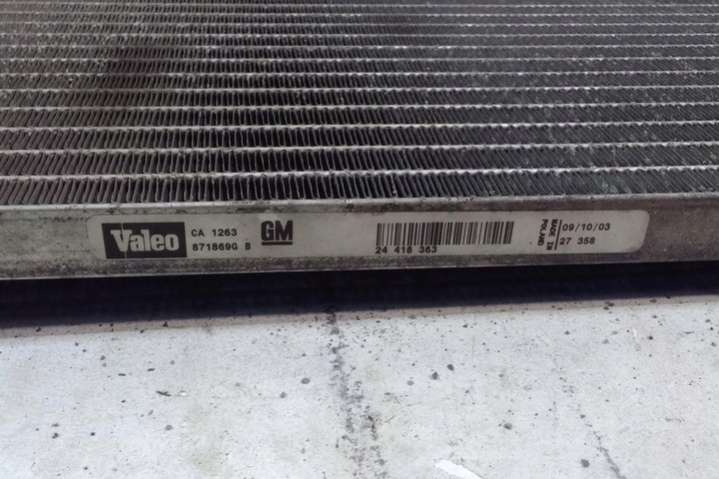 Valeo
CA 1263
871869G B
GM
24 418 363
MADE IN
POLAND
09/10/03
27 358